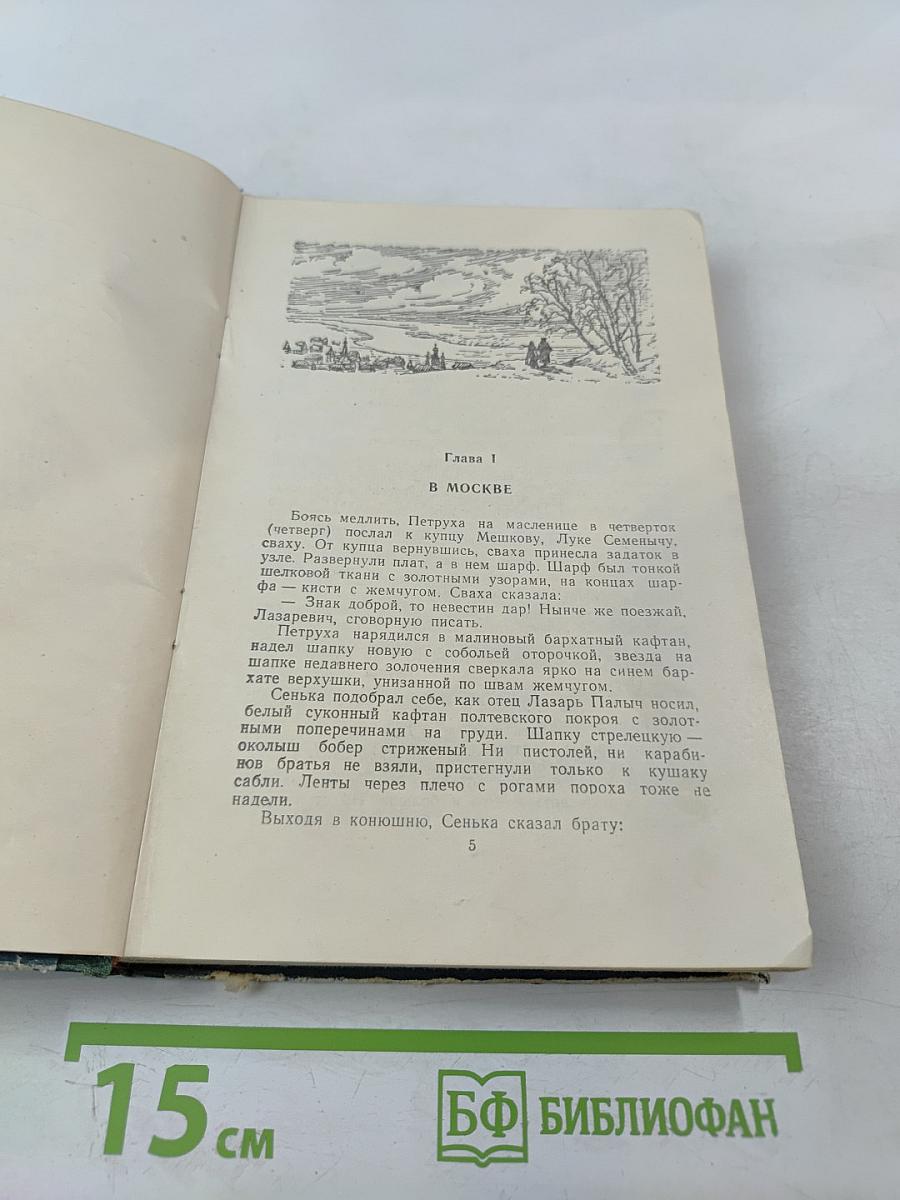 Глава I
В МОСКВЕ
Боясь медлить, Петруха на масленице в четверток
(четверг) послал к купцу Мешкову, Луке Семенычу,
сваху. От купца вернувшись, сваха принесла задаток в
узле. Развернули плат, а в нем шарф. Шарф был тонкой
шелковой ткани с золотными узорами, на концах шар-
фа — кисти с жемчугом. Сваха сказала:
— Знак доброй, то невестин дар! Нынче же поезжай,
Лазаревич, сговорную писать.
Петруха нарядился в малиновый бархатный кафтан,
надел шапку новую с собольей оторочкой, звезда на
шапке недавнего золочения сверкала ярко на синем бар-
хате верхушки, унизанной по швам жемчугом.
Сенька подобрал себе, как отец Лазарь Палыч носил,
белый суконный кафтан полтевского покроя с золот-
ными поперечинами на груди. Шапку стрелецкую —
околыш бобер стриженый Ни пистолей, ни караби-
нов братья не взяли, пристегнули только к кушаку
сабли. Ленты через плечо с рогами пороха тоже не
надели.
Выходя в конюшню, Сенька сказал брату:
5
15 см
БФ БИБЛИОФАН